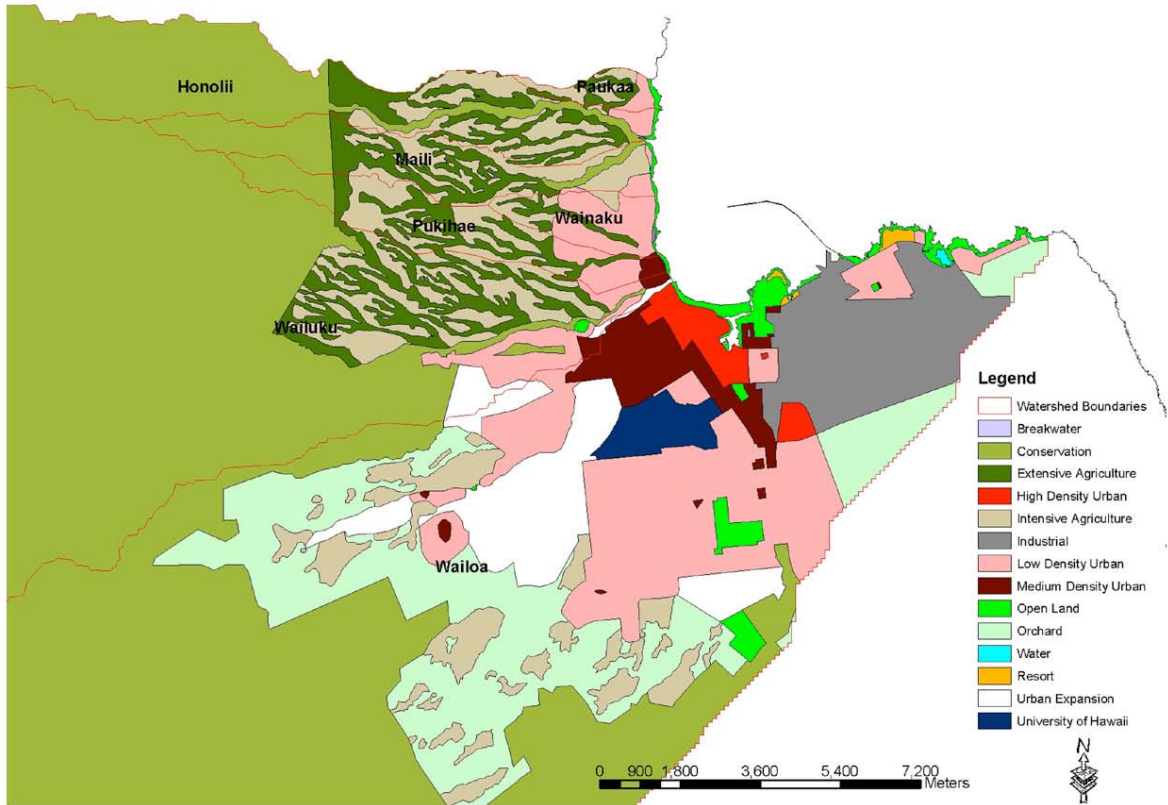 Honolii
Paukaa
Maili
Pukihae
Wainaku
Wailuku
Wailoa
Legend
Watershed Boundaries
Breakwater
Conservation
Extensive Agriculture
High Density Urban
Intensive Agriculture
Industrial
Low Density Urban
Medium Density Urban
Open Land
Orchard
Water
Resort
Urban Expansion
University of Hawaii
0 900 1,800 3,600 5,400 7,200
Meters
N